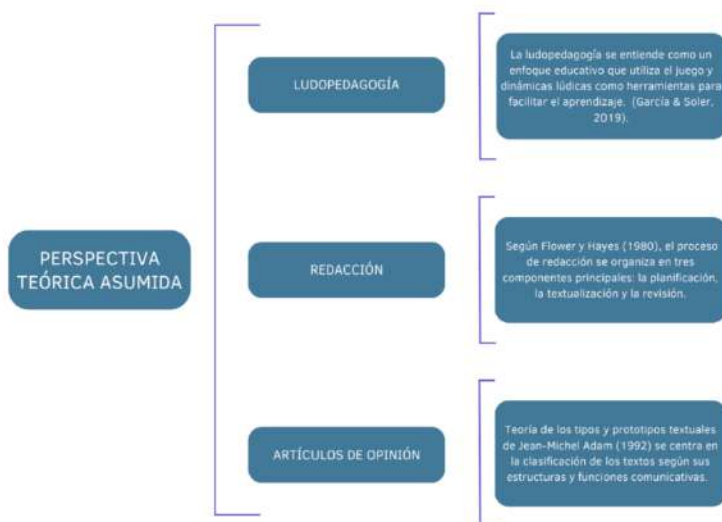 PERSPECTIVA
TEÓRICA ASUMIDA
LUDOPEDAGOGÍA
La ludopedagogía se entiende como un
enfoque educativo que utiliza el juego y
dinámicas lúdicas como herramientas para
facilitar el aprendizaje. (García & Soler,
2019).
REDACCIÓN
Según Flower y Hayes (1980), el proceso
de redacción se organiza en tres
componentes principales: la planificación,
la textualización y la revisión.
ARTÍCULOS DE OPINIÓN
Teoría de los tipos y prototipos textuales
de Jean-Michel Adam (1992) se centra en
la clasificación de los textos según sus
estructuras y funciones comunicativas.